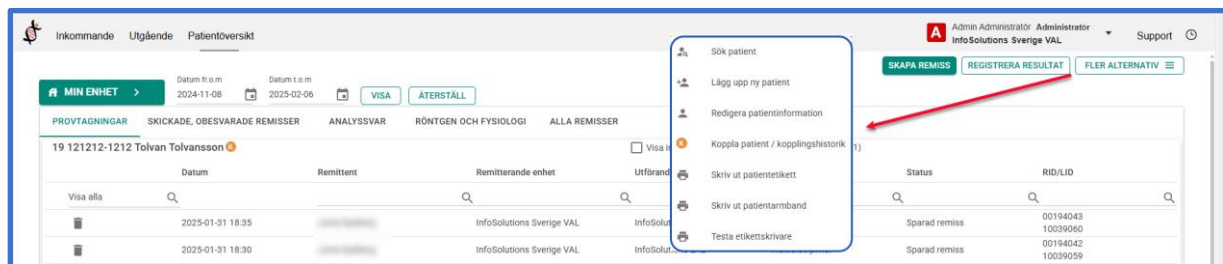 Inkommande Utgående Patientöversikt
A Admin Administratör Administratör
InfoSolutions Sverige VAL
Support
SKAPA REMISS REGISTRERA RESULTAT FLER ALTERNATIV
Datum fr.o.m Datum t.o.m
MIN ENHET 2024-11-08 2025-02-06 VISA ÅTERSTÄLL
PROVTAGNINGAR SKICKADE, OBESVARADE REMISSER ANALYSSVAR RÖNTGEN OCH FYSIOLOGI ALLA REMISSER
19 121212-1212 Tolvan Tolvansson K
Visa
Sök patient
Lägg upp ny patient
Redigera patientinformation
K Koppla patient / kopplingshistorik
Skriv ut patientetikett
Skriv ut patientarmband
Testa etikettskrivare
Datum Remittent Remitterande enhet Status RID/LID
Visa alla
2025-01-31 18:35 InfoSolutions Sverige VAL Sparad remiss 00194043
10039060
2025-01-31 18:30 InfoSolutions Sverige VAL Sparad remiss 00194042
10039059